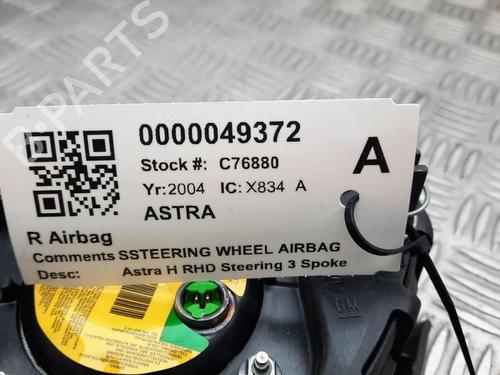 0000049372
Stock #: C76880
A
Yr:2004 IC: X834 A
ASTRA
R Airbag
Comments SSTEERING WHEEL AIRBAG
Desc: Astra H RHD Steering 3 Spoke
GM
B-PARTS